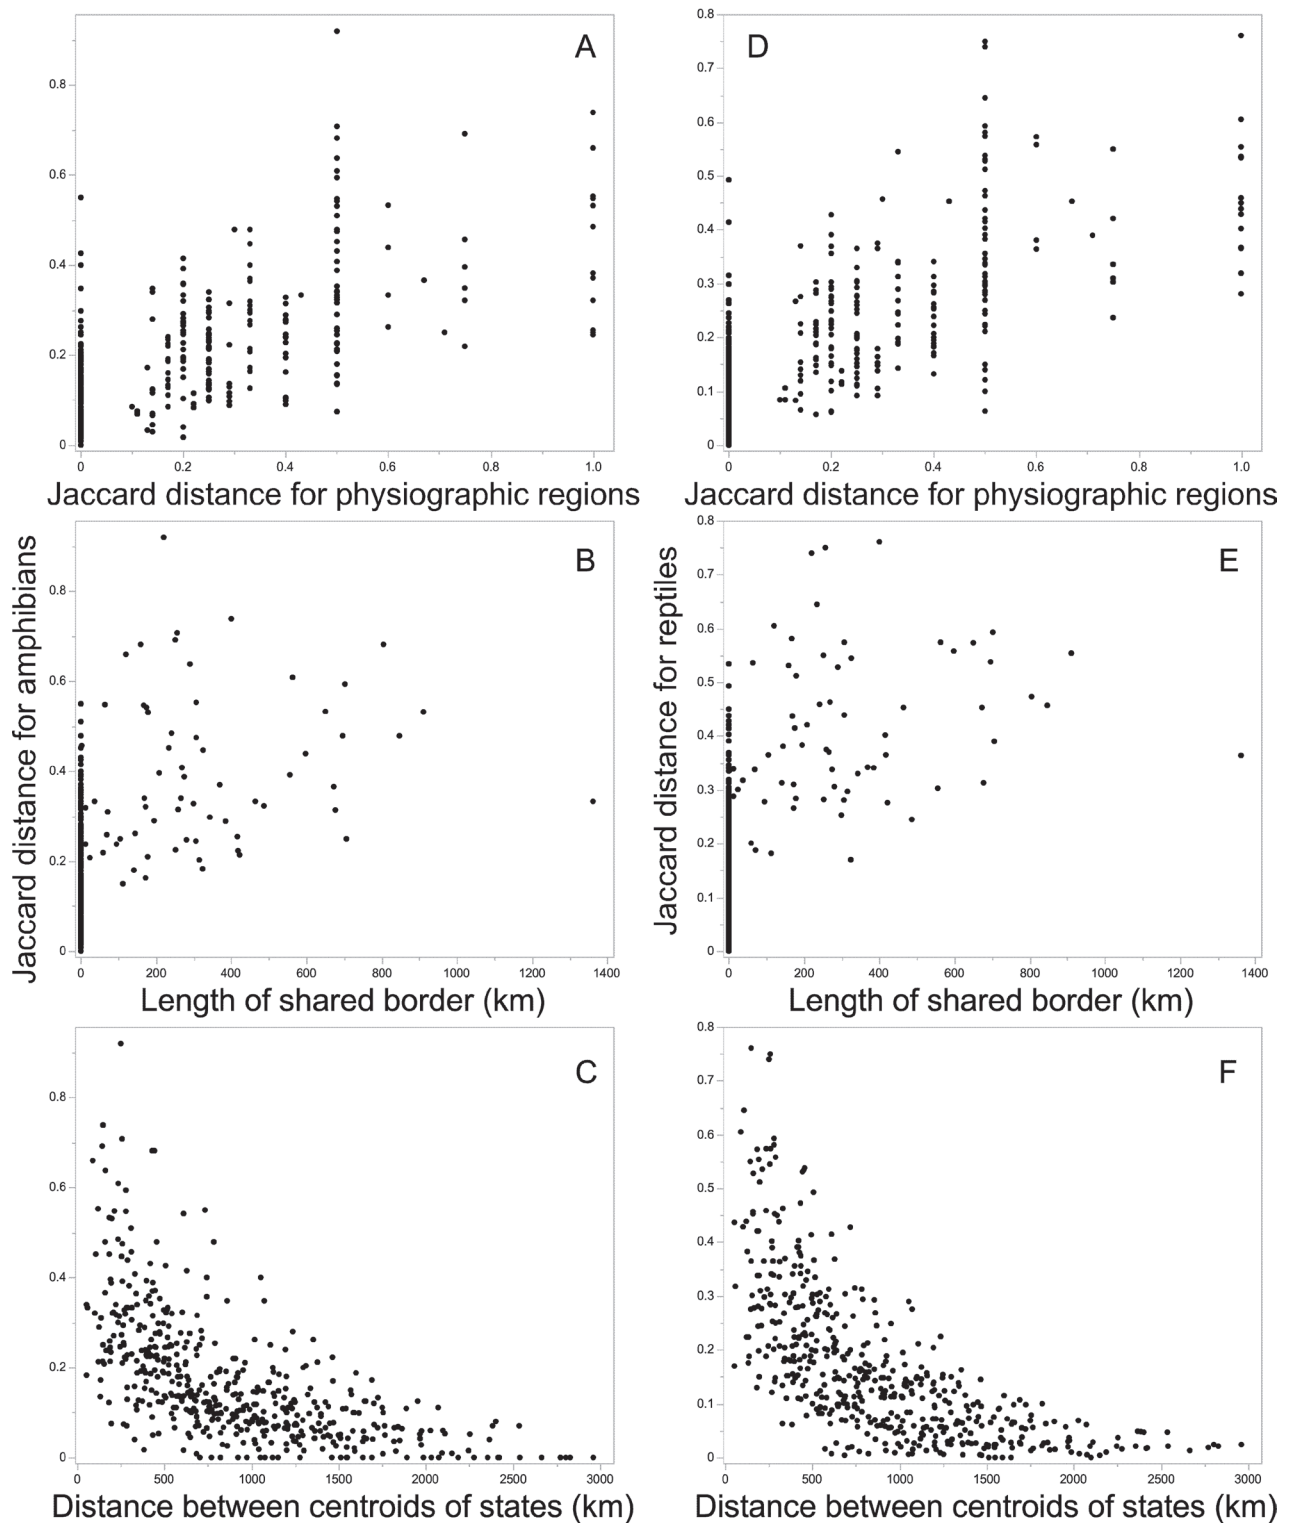 A
0.8
0.6
0.4
0.2
0
0 0.2 0.4 0.6 0.8 1.0
Jaccard distance for physiographic regions
D
0.8
0.7
0.6
0.5
0.4
0.3
0.2
0.1
0
0 0.2 0.4 0.6 0.8 1.0
Jaccard distance for physiographic regions
Jaccard distance for amphibians
B
0.8
0.6
0.4
0.2
0
0 200 400 600 800 1000 1200 1400
Length of shared border (km)
Jaccard distance for reptiles
E
0.8
0.7
0.6
0.5
0.4
0.3
0.2
0.1
0
0 200 400 600 800 1000 1200 1400
Length of shared border (km)
C
0.8
0.6
0.4
0.2
0
0 500 1000 1500 2000 2500 3000
Distance between centroids of states (km)
F
0.8
0.7
0.6
0.5
0.4
0.3
0.2
0.1
0
0 500 1000 1500 2000 2500 3000
Distance between centroids of states (km)